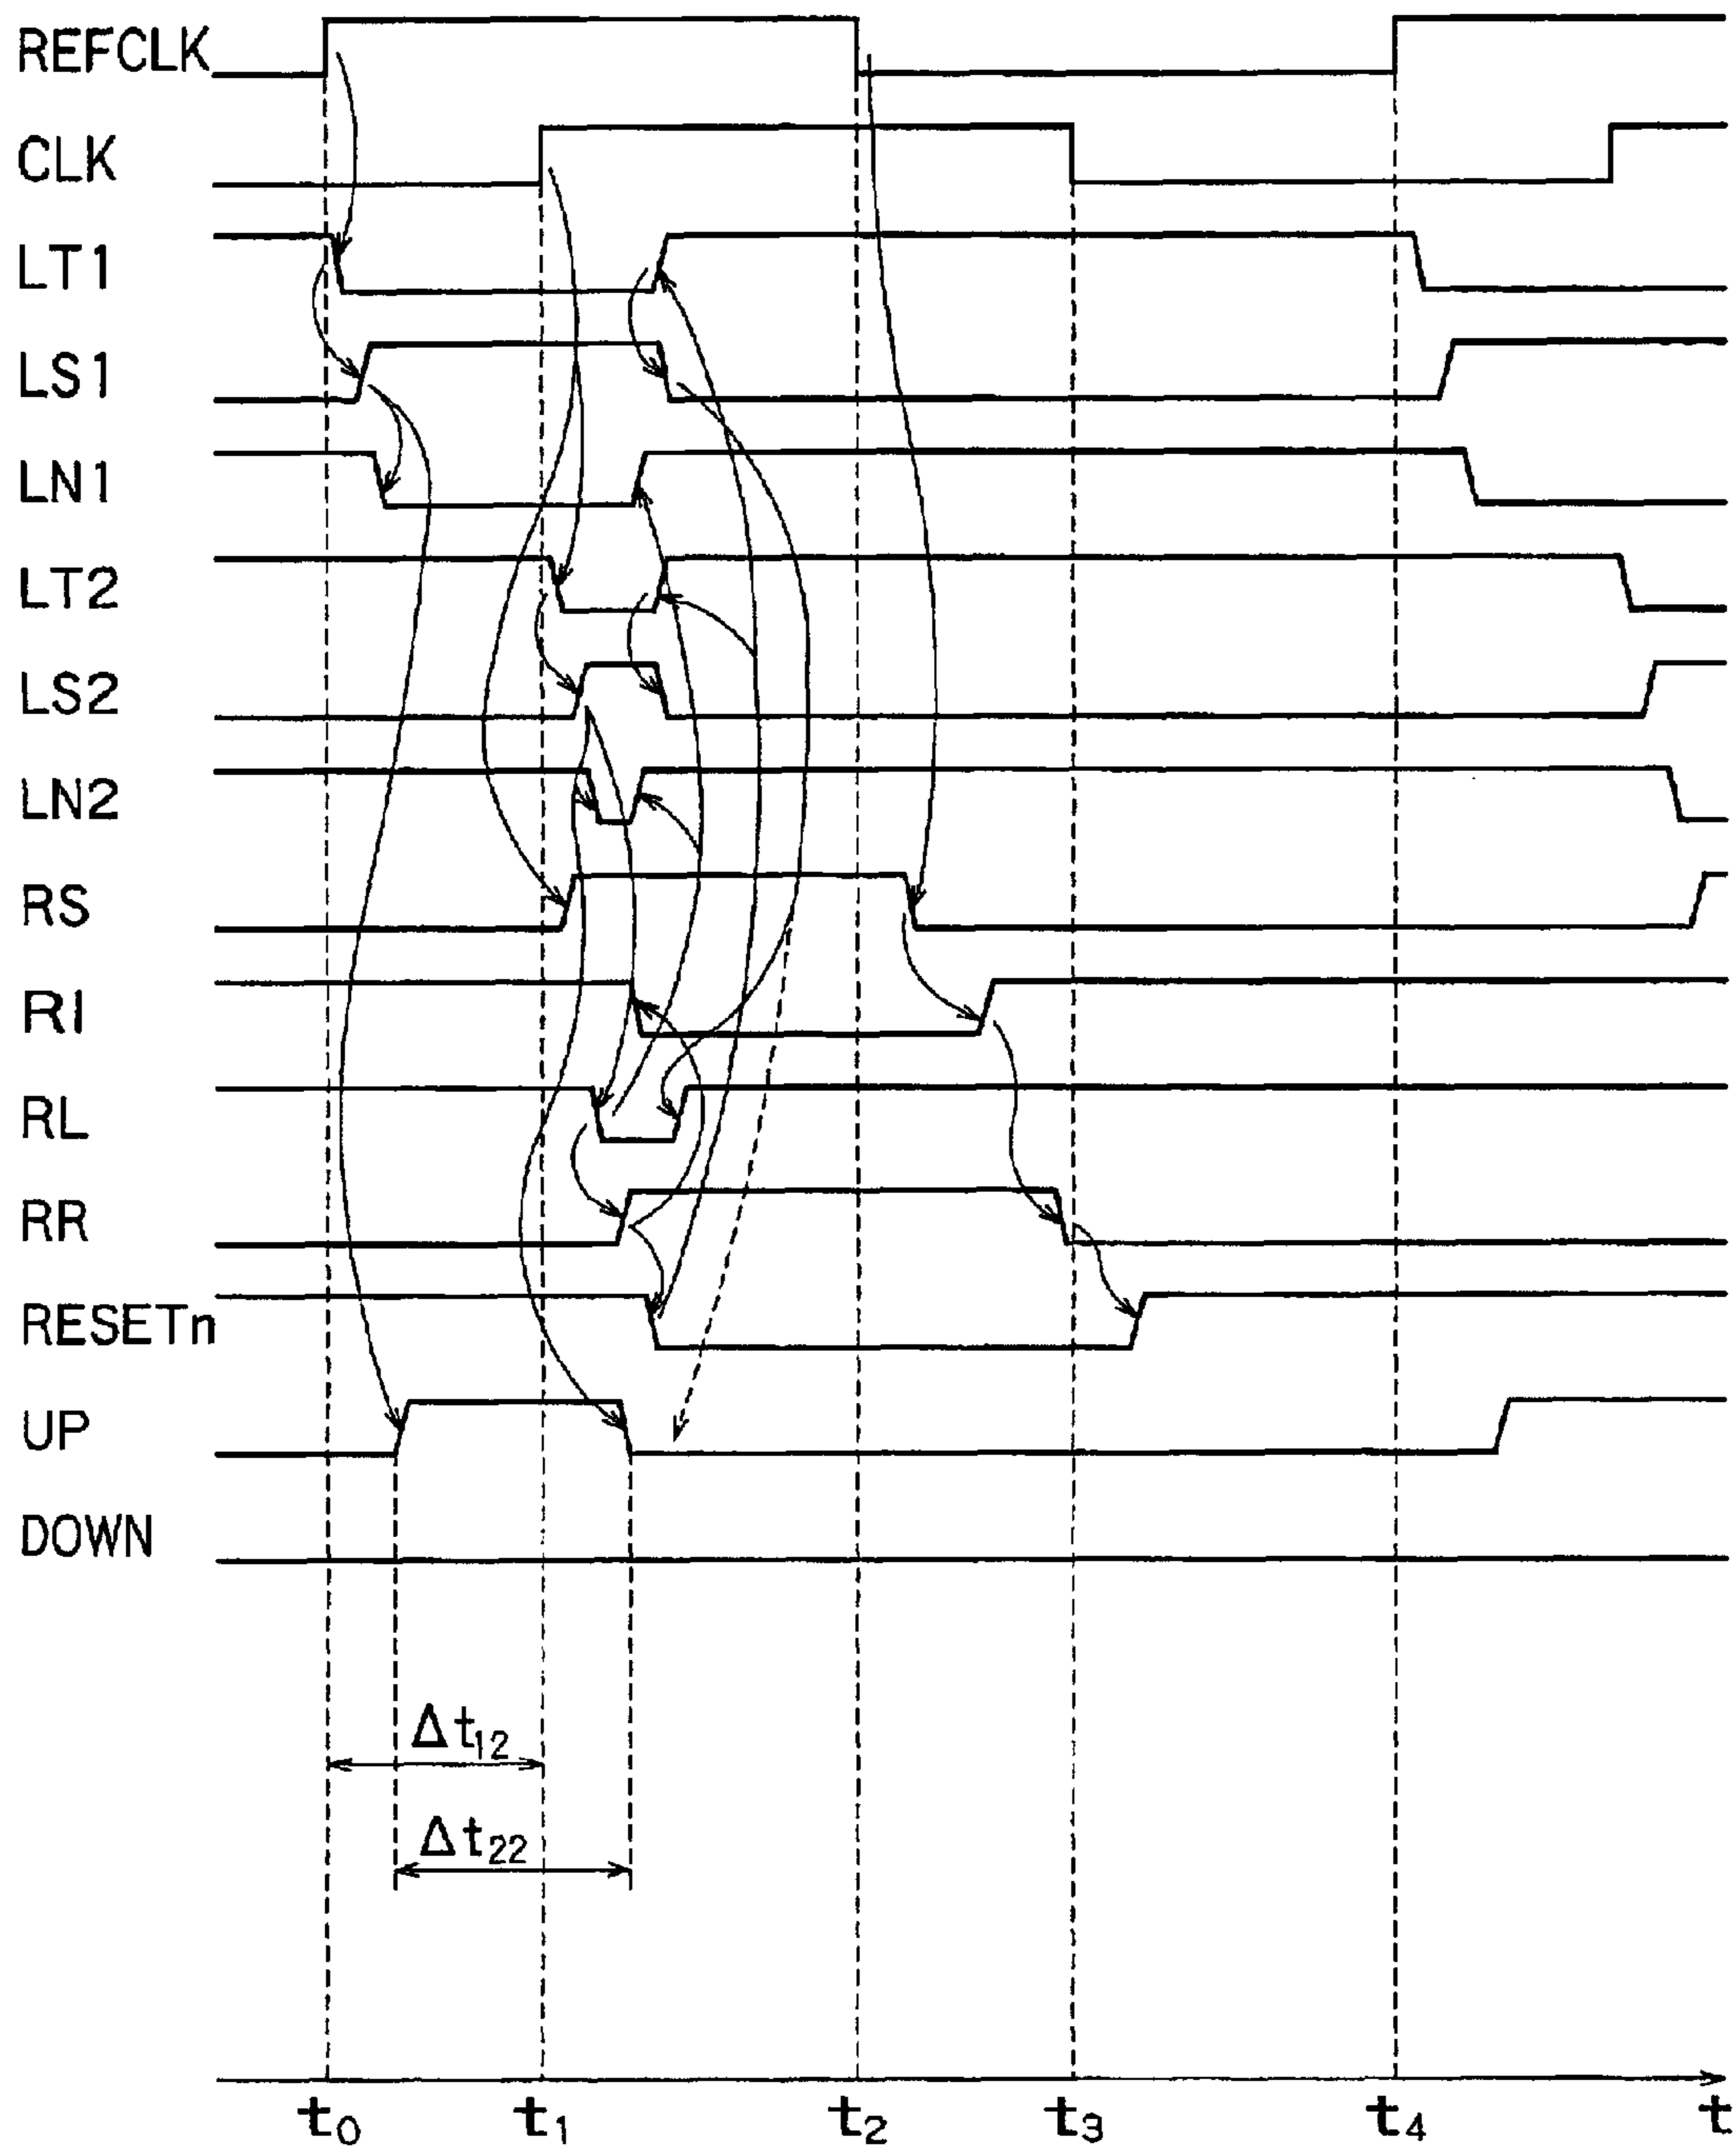 REFCLK
CLK
LT1
LS1
LN1
LT2
LS2
LN2
RS
RI
RL
RR
RESETn
UP
DOWN
Δt12
Δt22
t0 t1 t2 t3 t4 t